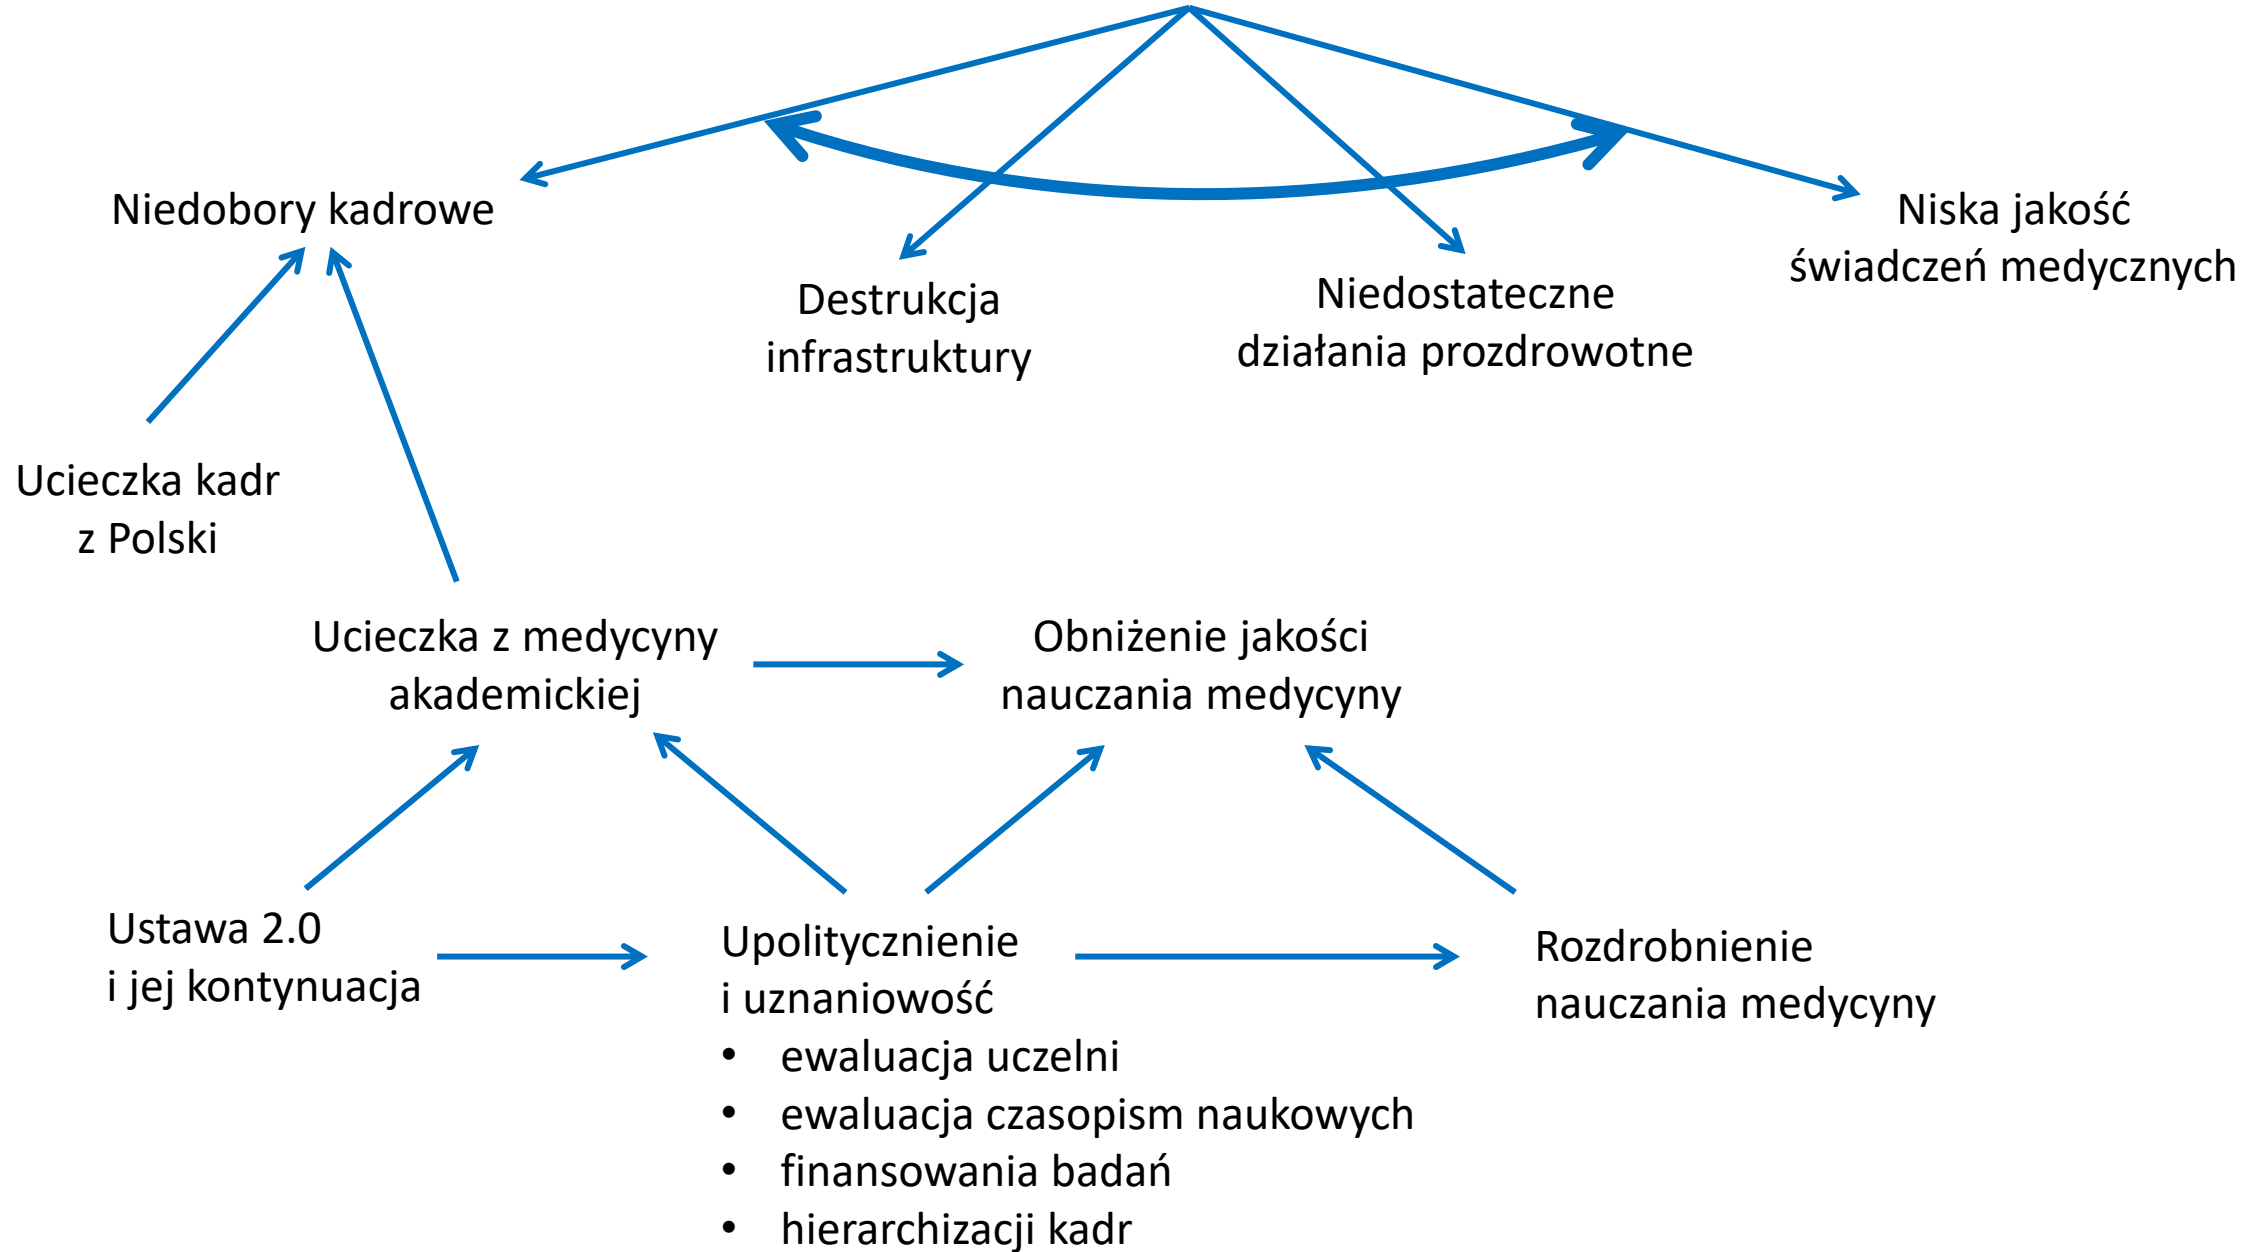 Niedobory kadrowe
Destrukcja
infrastruktury
Niedostateczne
działania prozdrowotne
Niska jakość
świadczeń medycznych
Ucieczka kadr
z Polski
Ucieczka z medycyny
akademickiej
Obniżenie jakości
nauczania medycyny
Ustawa 2.0
i jej kontynuacja
Upolitycznienie
i uznaniowość
• ewaluacja uczelni
• ewaluacja czasopism naukowych
• finansowania badań
• hierarchizacji kadr
Rozdrobnienie
nauczania medycyny